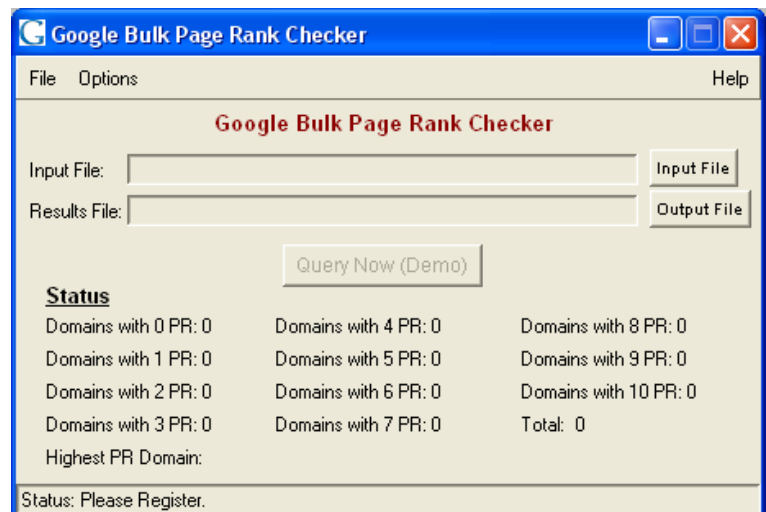 Google Bulk Page Rank Checker
File Options Help
Google Bulk Page Rank Checker
Input File: Input File
Results File: Output File
Query Now (Demo)
Status
Domains with 0 PR: 0 Domains with 4 PR: 0 Domains with 8 PR: 0
Domains with 1 PR: 0 Domains with 5 PR: 0 Domains with 9 PR: 0
Domains with 2 PR: 0 Domains with 6 PR: 0 Domains with 10 PR: 0
Domains with 3 PR: 0 Domains with 7 PR: 0 Total: 0
Highest PR Domain:
Status: Please Register.